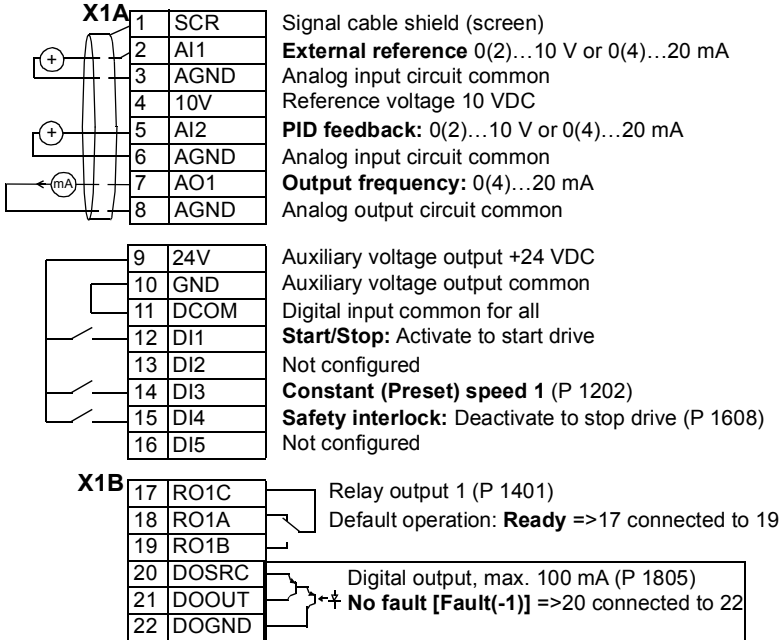 X1A
1 SCR Signal cable shield (screen)
2 AI1 External reference 0(2)…10 V or 0(4)…20 mA
+
3 AGND Analog input circuit common
4 10V Reference voltage 10 VDC
+ 5 AI2 PID feedback: 0(2)…10 V or 0(4)…20 mA
6 AGND Analog input circuit common
mA 7 AO1 Output frequency: 0(4)…20 mA
8 AGND Analog output circuit common
9 24V Auxiliary voltage output +24 VDC
10 GND Auxiliary voltage output common
11 DCOM Digital input common for all
12 DI1 Start/Stop: Activate to start drive
13 DI2 Not configured
14 DI3 Constant (Preset) speed 1 (P 1202)
15 DI4 Safety interlock: Deactivate to stop drive (P 1608)
16 DI5 Not configured
X1B
17 RO1C Relay output 1 (P 1401)
18 RO1A Default operation: Ready =>17 connected to 19
19 RO1B
20 DOSRC Digital output, max. 100 mA (P 1805)
21 DOOUT No fault [Fault(-1)] =>20 connected to 22
22 DOGND